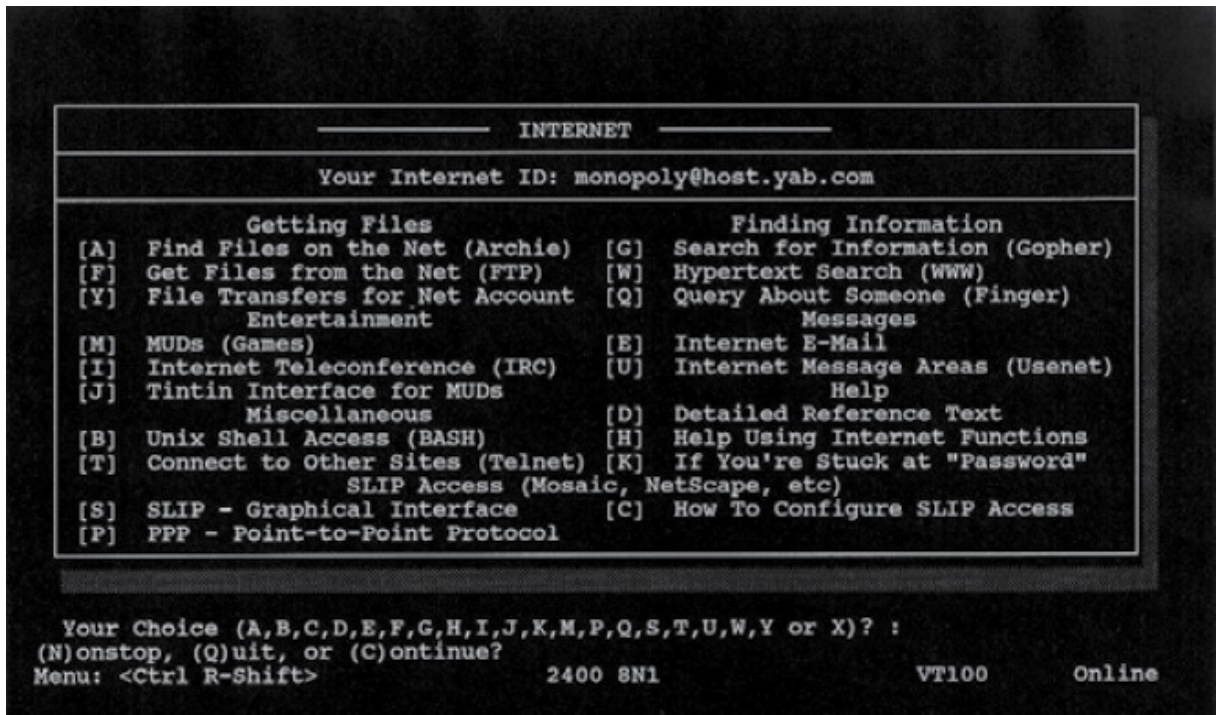 INTERNET
Your Internet ID: monopoly@host.yab.com
Getting Files Finding Information
[A] Find Files on the Net (Archie) [G] Search for Information (Gopher)
[F] Get Files from the Net (FTP) [W] Hypertext Search (WWW)
[Y] File Transfers for Net Account [Q] Query About Someone (Finger)
Entertainment Messages
[M] MUDs (Games) [E] Internet E-Mail
[I] Internet Teleconference (IRC) [U] Internet Message Areas (Usenet)
[J] Tintin Interface for MUDs Help
Miscellaneous [D] Detailed Reference Text
[B] Unix Shell Access (BASH) [H] Help Using Internet Functions
[T] Connect to Other Sites (Telnet) [K] If You're Stuck at "Password"
SLIP Access (Mosaic, NetScape, etc)
[S] SLIP - Graphical Interface [C] How To Configure SLIP Access
[P] PPP - Point-to-Point Protocol
Your Choice (A,B,C,D,E,F,G,H,I,J,K,M,P,Q,S,T,U,W,Y or X)? :
(N)onstop, (Q)uit, or (C)ontinue?
Menu: <Ctrl R-Shift> 2400 8N1 VT100 Online